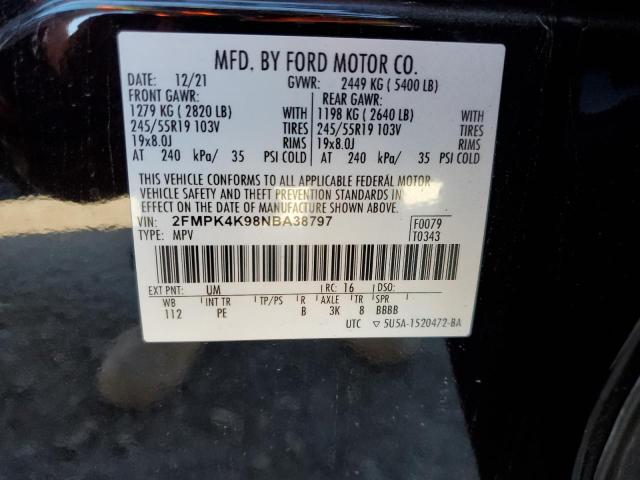 MFD. BY FORD MOTOR CO.
DATE: 12/21 GVWR: 2449 KG ( 5400 LB)
FRONT GAWR: REAR GAWR:
1279 KG ( 2820 LB) WITH 1198 KG ( 2640 LB) WITH
245/55R19 103V TIRES 245/55R19 103V TIRES
19x8.0J RIMS 19x8.0J RIMS
AT 240 kPa/ 35 PSI COLD AT 240 kPa/ 35 PSI COLD
THIS VEHICLE CONFORMS TO ALL APPLICABLE FEDERAL MOTOR
VEHICLE SAFETY AND THEFT PREVENTION STANDARDS IN
EFFECT ON THE DATE OF MANUFACTURE SHOWN ABOVE.
VIN: 2FMPK4K98NBA38797 F0079
TYPE: MPV T0343
EXT PNT: UM RC: 16 DSO:
WB INT TR TP/PS R AXLE TR SPR
112 PE B 3K 8 BBBB
UTC ▽ 5U5A-1520472-BA